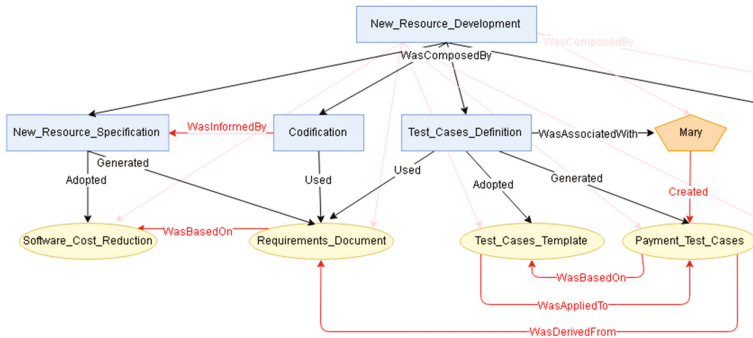 New_Resource_Development
WasComposedBy
WasComposedBy
New_Resource_Specification
WasInformedBy
Codification
Test_Cases_Definition
WasAssociatedWith
Mary
Generated
Adopted
Used
Used
Adopted
Generated
Created
Software_Cost_Reduction
WasBasedOn
Requirements_Document
Test_Cases_Template
Payment_Test_Cases
WasBasedOn
WasAppliedTo
WasDerivedFrom